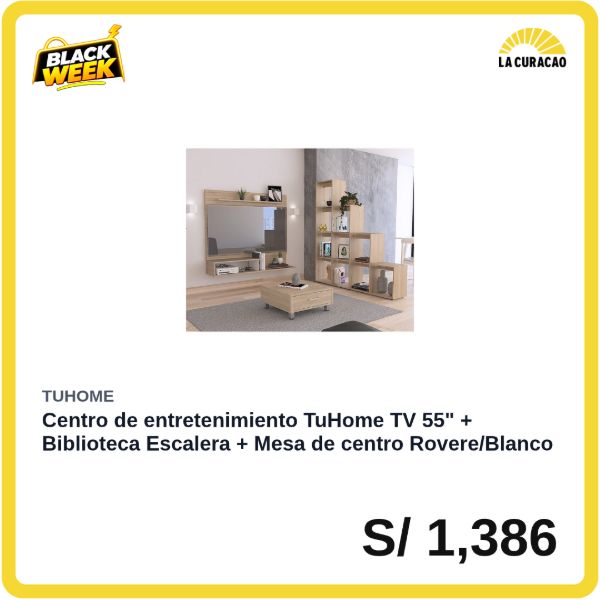 BLACK
WEEK
LA CURACAO
TUHOME
Centro de entretenimiento TuHome TV 55" +
Biblioteca Escalera + Mesa de centro Rovere/Blanco
S/ 1,386